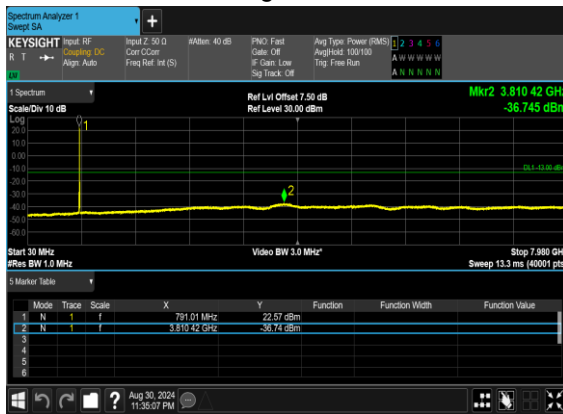 Spectrum Analyzer 1
Swept SA
KEYSIGHT Input: RF Input Z: 50 Ω #Atten: 40 dB PNO: Fast Avg Type: Power (RMS) 1 2 3 4 5 6
R T Coupling: DC Corr CCorr Gate: Off Avg|Hold: 100/100 A W W W W W
Align: Auto Freq Ref: Int (S) IF Gain: Low Trig: Free Run
Sig Track: Off A N N N N N
1 Spectrum Ref Lvl Offset 7.50 dB Mkr2 3.810 42 GHz
Scale/Div 10 dB Ref Level 30.00 dBm -36.745 dBm
Log
1
20.0
10.0
0.00
-10.0
DL1 -13.00 dB
-20.0
2
-30.0
-40.0
-50.0
-60.0
Start 30 MHz Video BW 3.0 MHz* Stop 7.980 GH
#Res BW 1.0 MHz Sweep 13.3 ms (40001 pts
5 Marker Table
Mode Trace Scale X Y Function Function Width Function Value
1 N 1 f 791.01 MHz 22.57 dBm
2 N 1 f 3.810 42 GHz -36.74 dBm
3
4
5
6
? Aug 30, 2024
11:35:07 PM